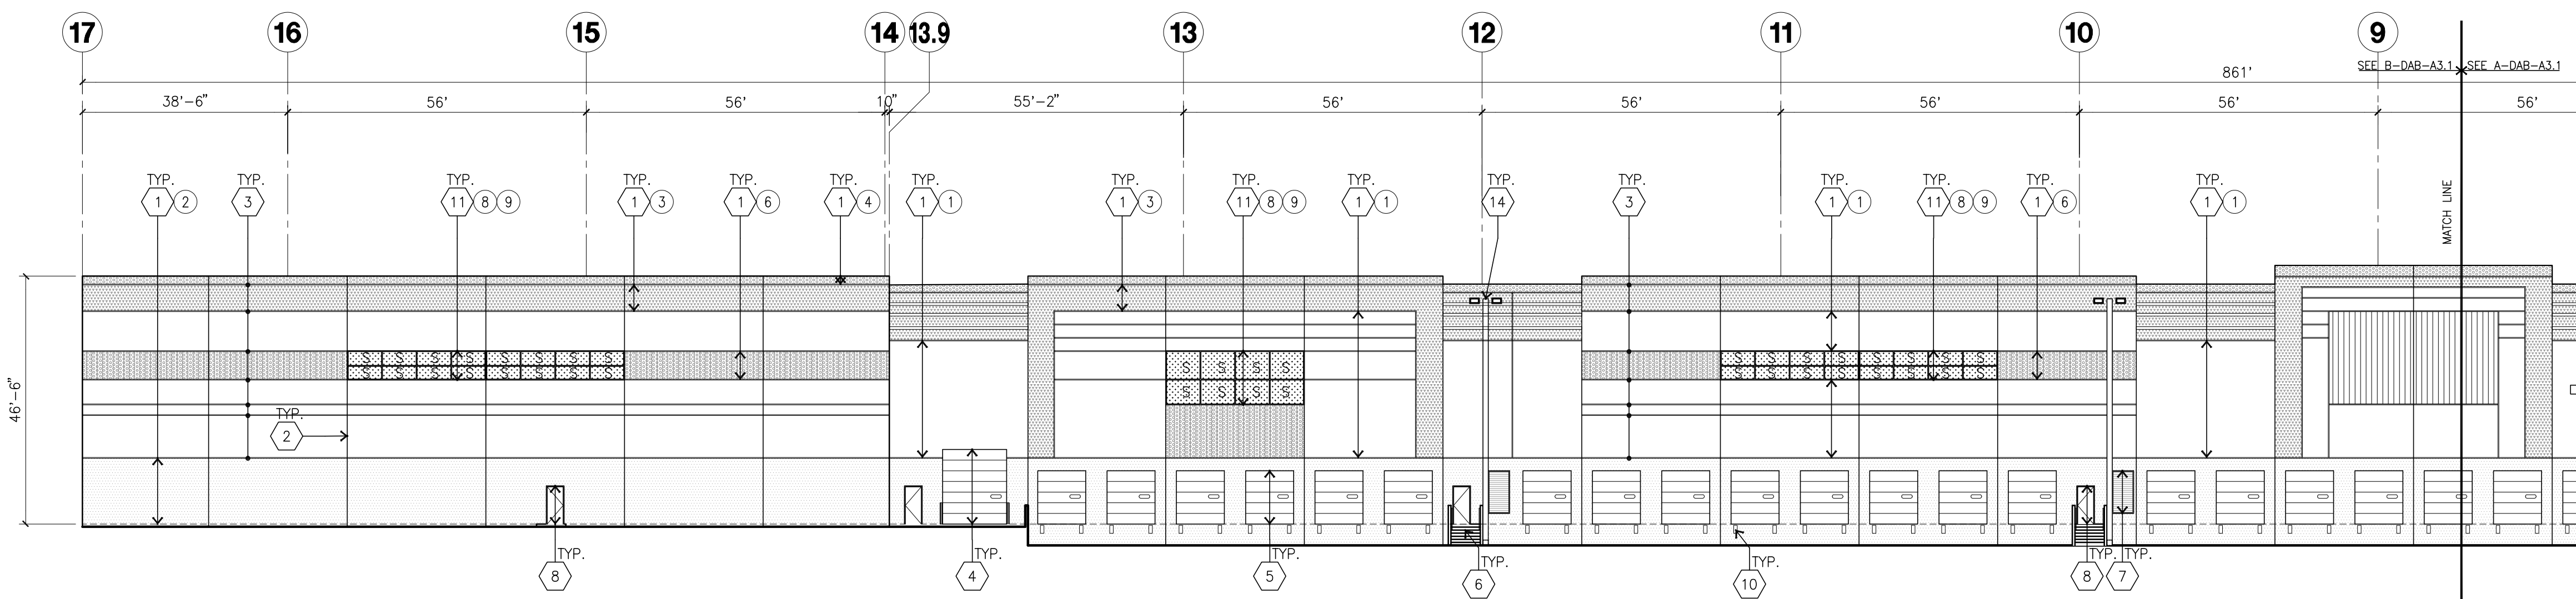 17 16 15 14 13.9 13 12 11 10 9
SEE B-DAB-A3.1 SEE A-DAB-A3.1
861'
38'-6" 56' 56' 10" 55'-2" 56' 56' 56' 56' 56'
TYP. TYP. TYP. TYP. TYP. TYP. TYP. TYP. TYP. TYP. TYP. TYP. TYP. TYP. TYP. TYP.
1 2 3 11 8 9 1 3 1 6 1 4 1 1 1 3 11 8 9 1 1 14 3 1 1 11 8 9 1 6 1 1
MATCH LINE
S S S S S S S S S S S S S S S S S S S S
S S S S S S S S S S S S S S S S S S S S
46'-6"
TYP.
2
TYP. TYP. TYP. TYP. TYP. TYP. TYP.
8 4 5 6 10 8 7